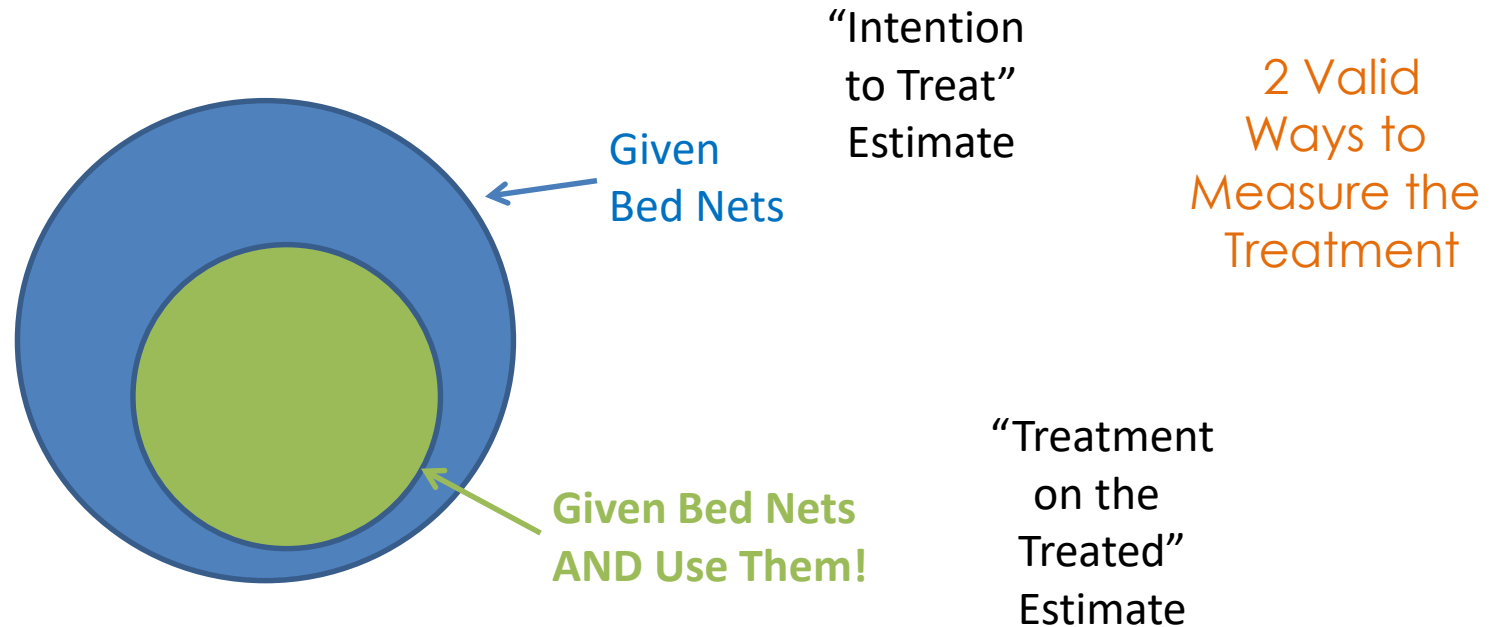 “Intention
to Treat”
Estimate
2 Valid
Ways to
Measure the
Treatment
Given
Bed Nets
“Treatment
on the
Treated”
Estimate
Given Bed Nets
AND Use Them!